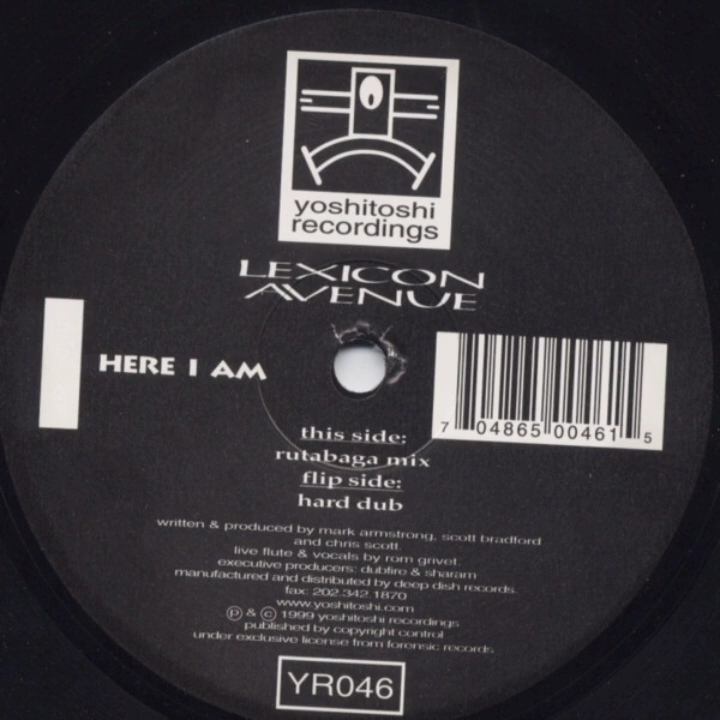 yoshitoshi
recordings
LEXICON
AVENUE
HERE I AM
7 04865 00461 5
this side:
rutabaga mix
flip side:
hard dub
written & produced by mark armstrong, scott bradford
and chris scott.
live flute & vocals by rom grivet.
executive producers: dubfire & sharam
manufactured and distributed by deep dish records.
fax: 202.342.1870
www.yoshitoshi.com
℗ & © 1999 yoshitoshi recordings
published by copyright control
under exclusive license from forensic records.
YR046